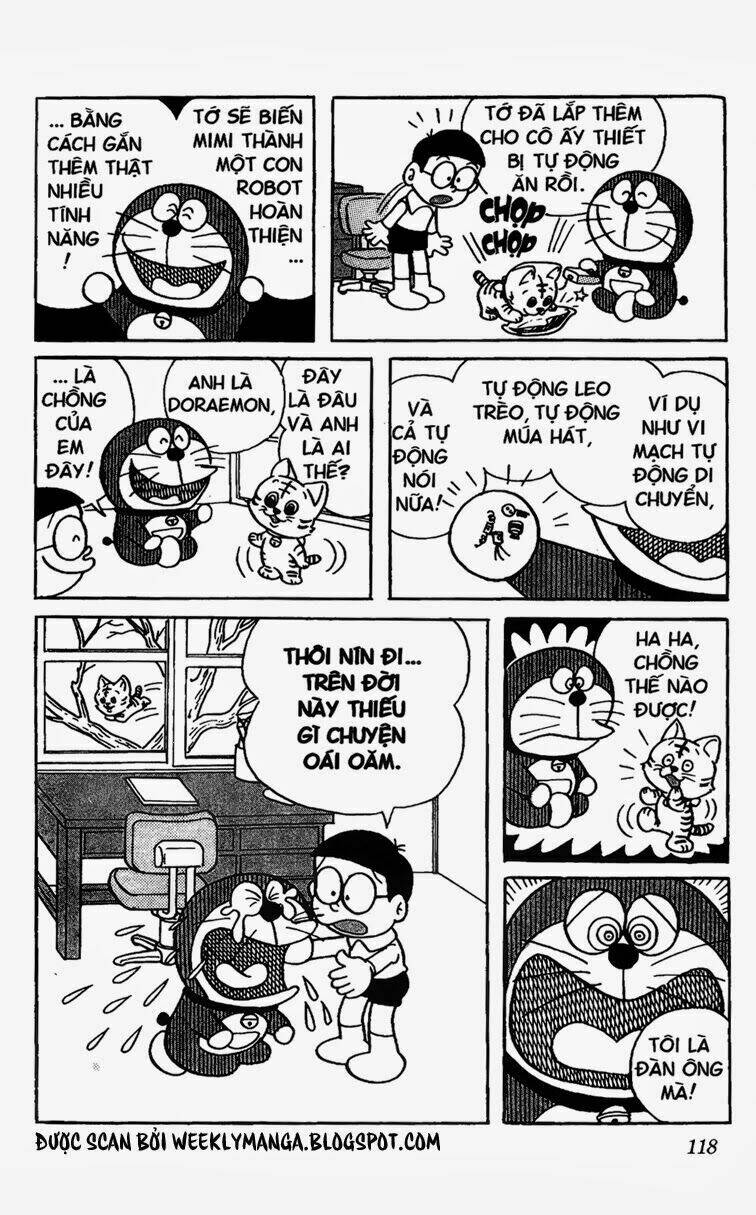 TỚ ĐÃ LẮP THÊM
CHO CÔ ẤY THIẾT
BỊ TỰ ĐỘNG
ĂN RỒI.
CHỌP
CHỌP
TỚ SẼ BIẾN
MIMI THÀNH
MỘT CON
ROBOT
HOÀN
THIỆN
...
... BẰNG
CÁCH GẮN
THÊM THẬT
NHIỀU
TÍNH
NĂNG
!
VÍ DỤ
NHƯ VI
MẠCH TỰ
ĐỘNG DI
CHUYỂN,
TỰ ĐỘNG LEO
TRÈO, TỰ ĐỘNG
MÚA HÁT,
VÀ
CẢ TỰ
ĐỘNG
NÓI
NỮA!
ĐÂY
LÀ ĐÂU
VÀ ANH
LÀ AI
THẾ?
ANH LÀ
DORAEMON,
... LÀ
CHỒNG
CỦA
EM
ĐÂY!
HA HA,
CHỒNG
THẾ NÀO
ĐƯỢC!
TÔI LÀ
ĐÀN ÔNG
MÀ!
THÔI NÍN ĐI...
TRÊN ĐỜI
NÀY THIẾU
GÌ CHUYỆN
OÁI OĂM.
ĐƯỢC SCAN BỞI WEEKLYMANGA.BLOGSPOT.COM
118